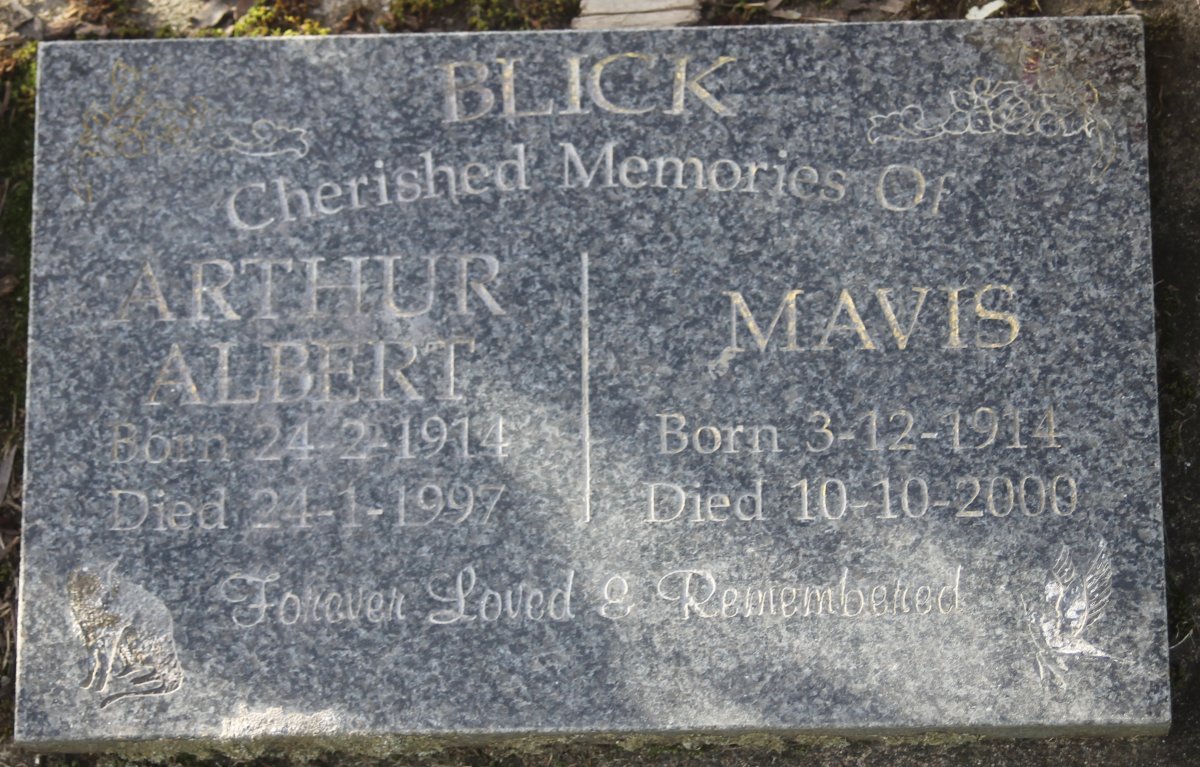 BLICK
Cherished Memories Of
ARTHUR
ALBERT
Born 24-2-1914
Died 24-1-1997
MAVIS
Born 3-12-1914
Died 10-10-2000
Forever Loved & Remembered